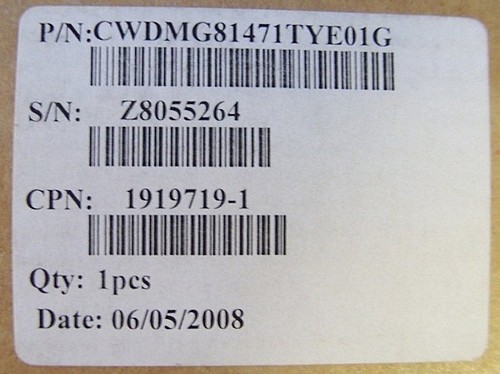 P/N:CWDMG81471TYE01G
S/N: Z8055264
CPN: 1919719-1
Qty: 1pcs
Date: 06/05/2008